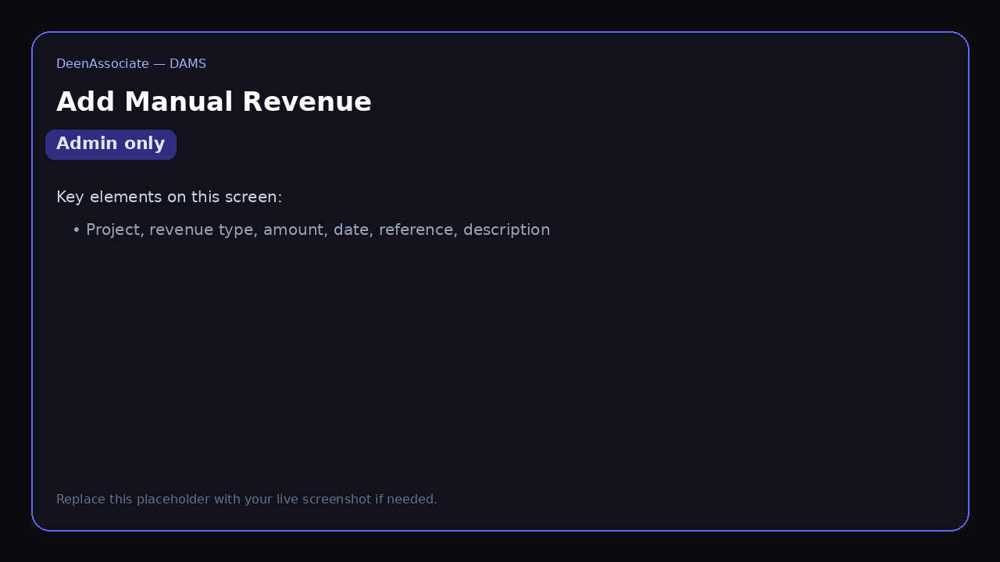 DeenAssociate — DAMS
Add Manual Revenue
Admin only
Key elements on this screen:
• Project, revenue type, amount, date, reference, description
Replace this placeholder with your live screenshot if needed.